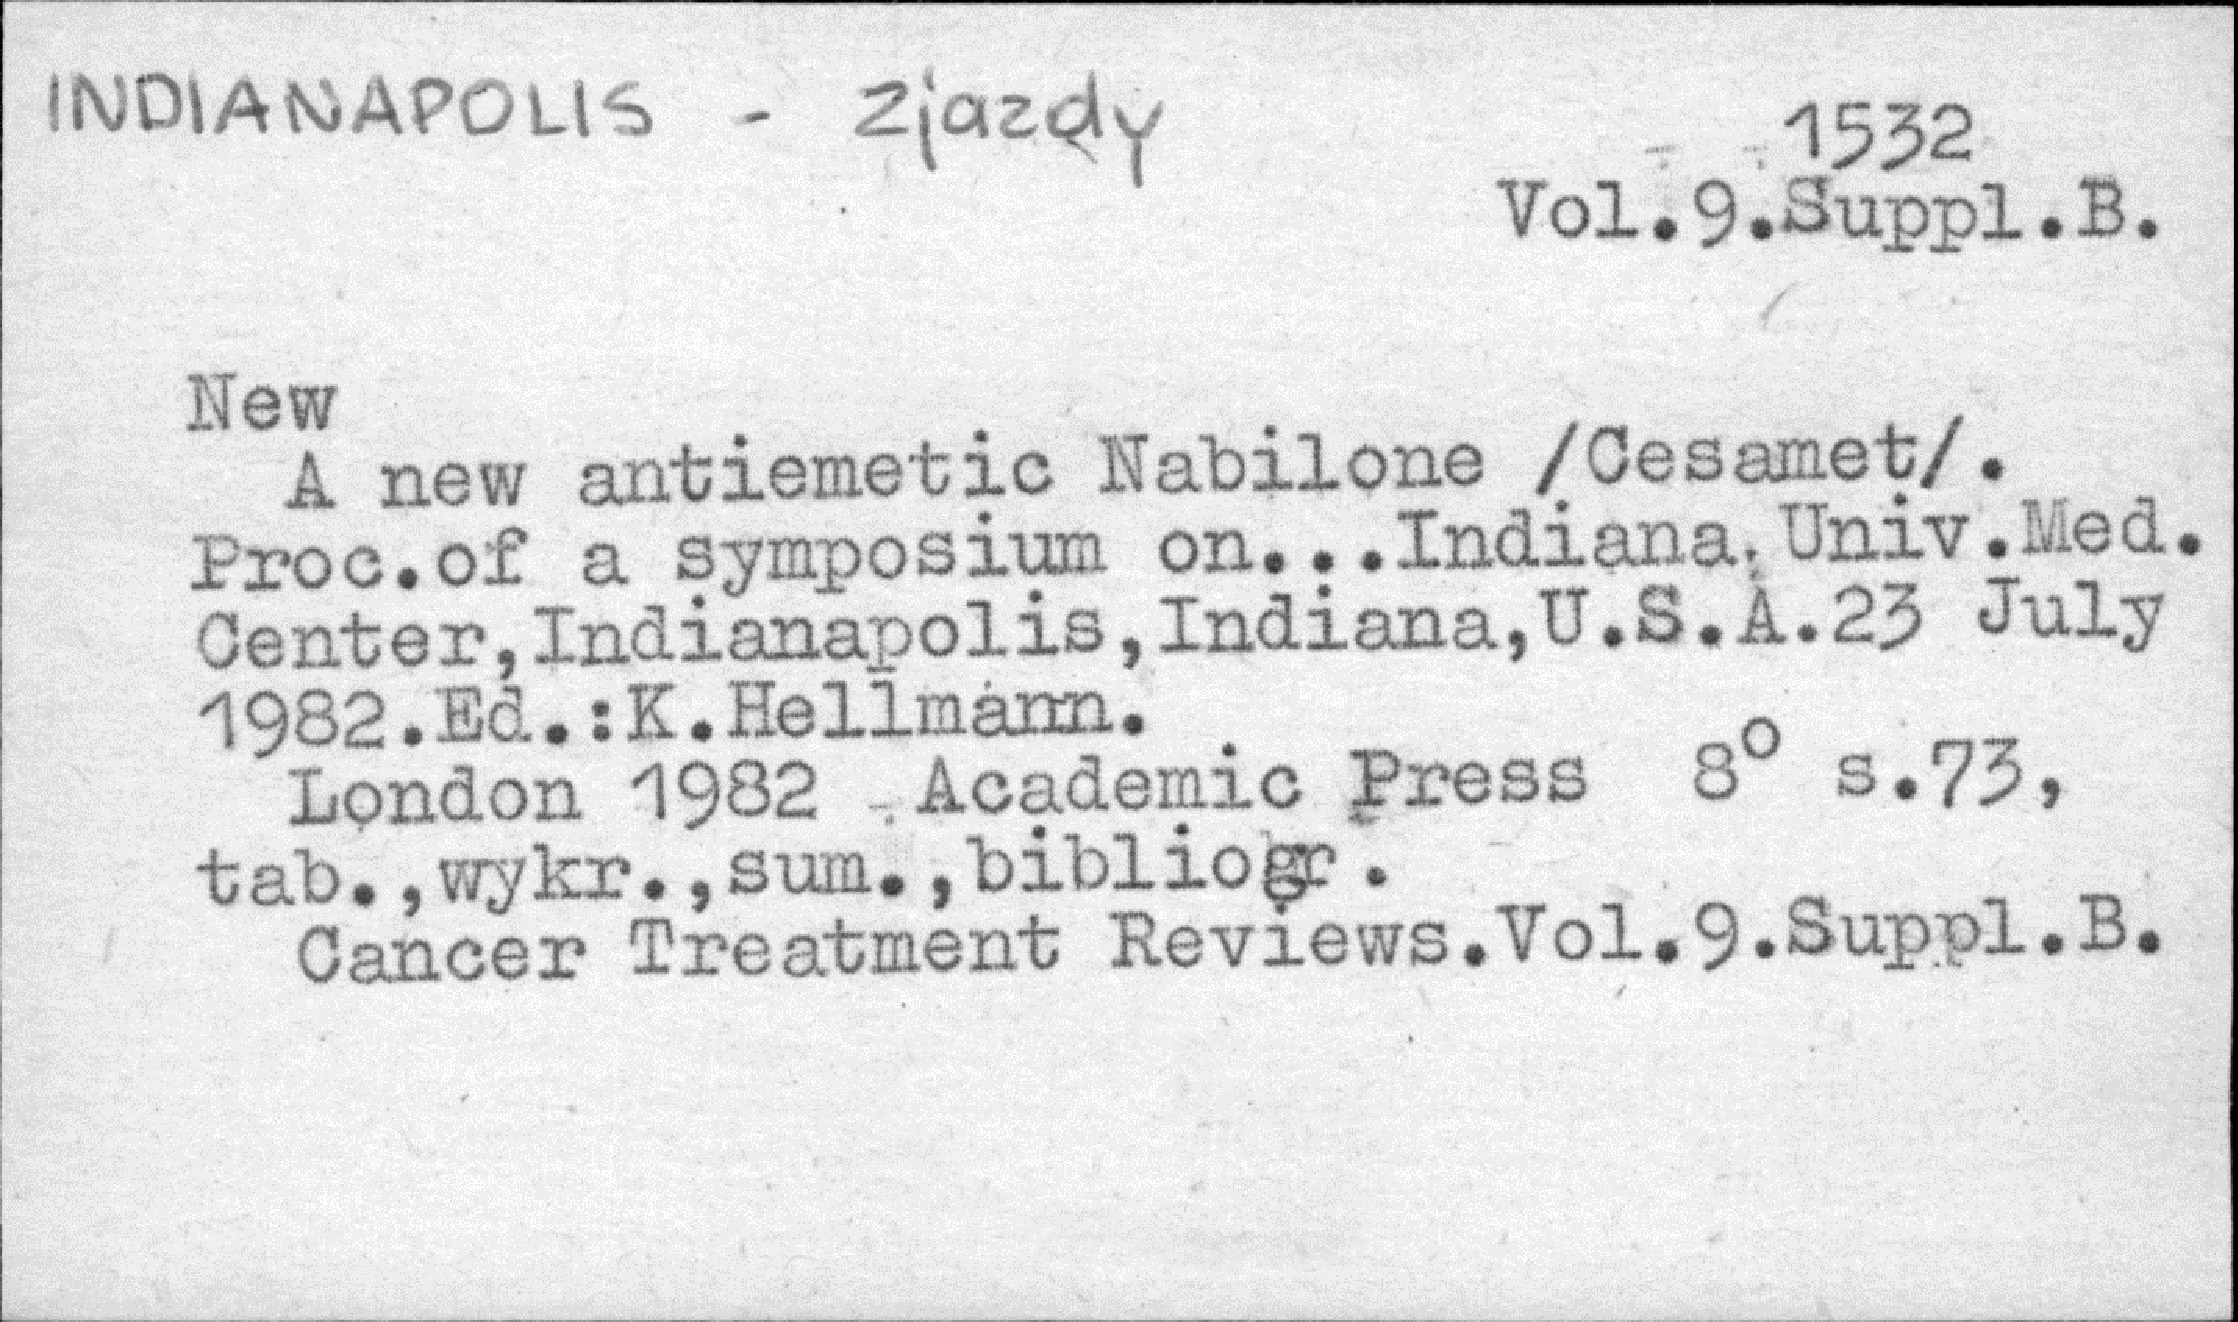 INDIANAPOLIS - zjazdy
1532
Vol.9.Suppl.B.
New
A new antiemetic Nabilone /Cesamet/.
Proc.of a symposium on...Indiana.Univ.Med.
Center,Indianapolis,Indiana,U.S.A.23 July
1982.Ed.:K.Hellmann.
London 1982 Academic Press 8° s.73,
tab.,wykr.,sum.,bibliogr.
Cancer Treatment Reviews.Vol.9.Suppl.B.